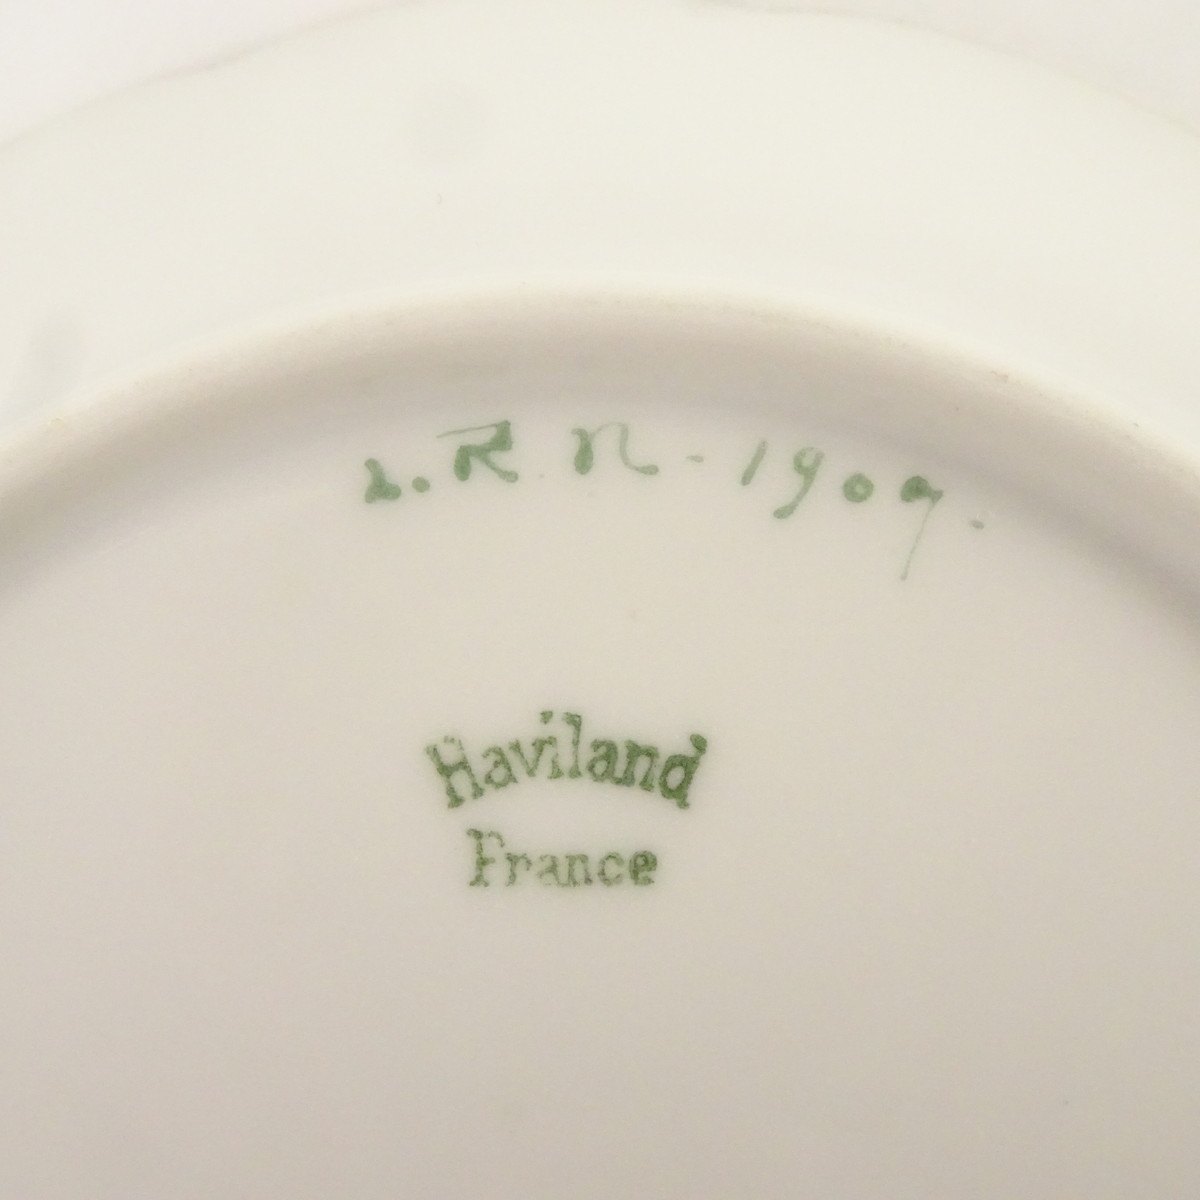 L. R. N. - 1909.
Haviland
France